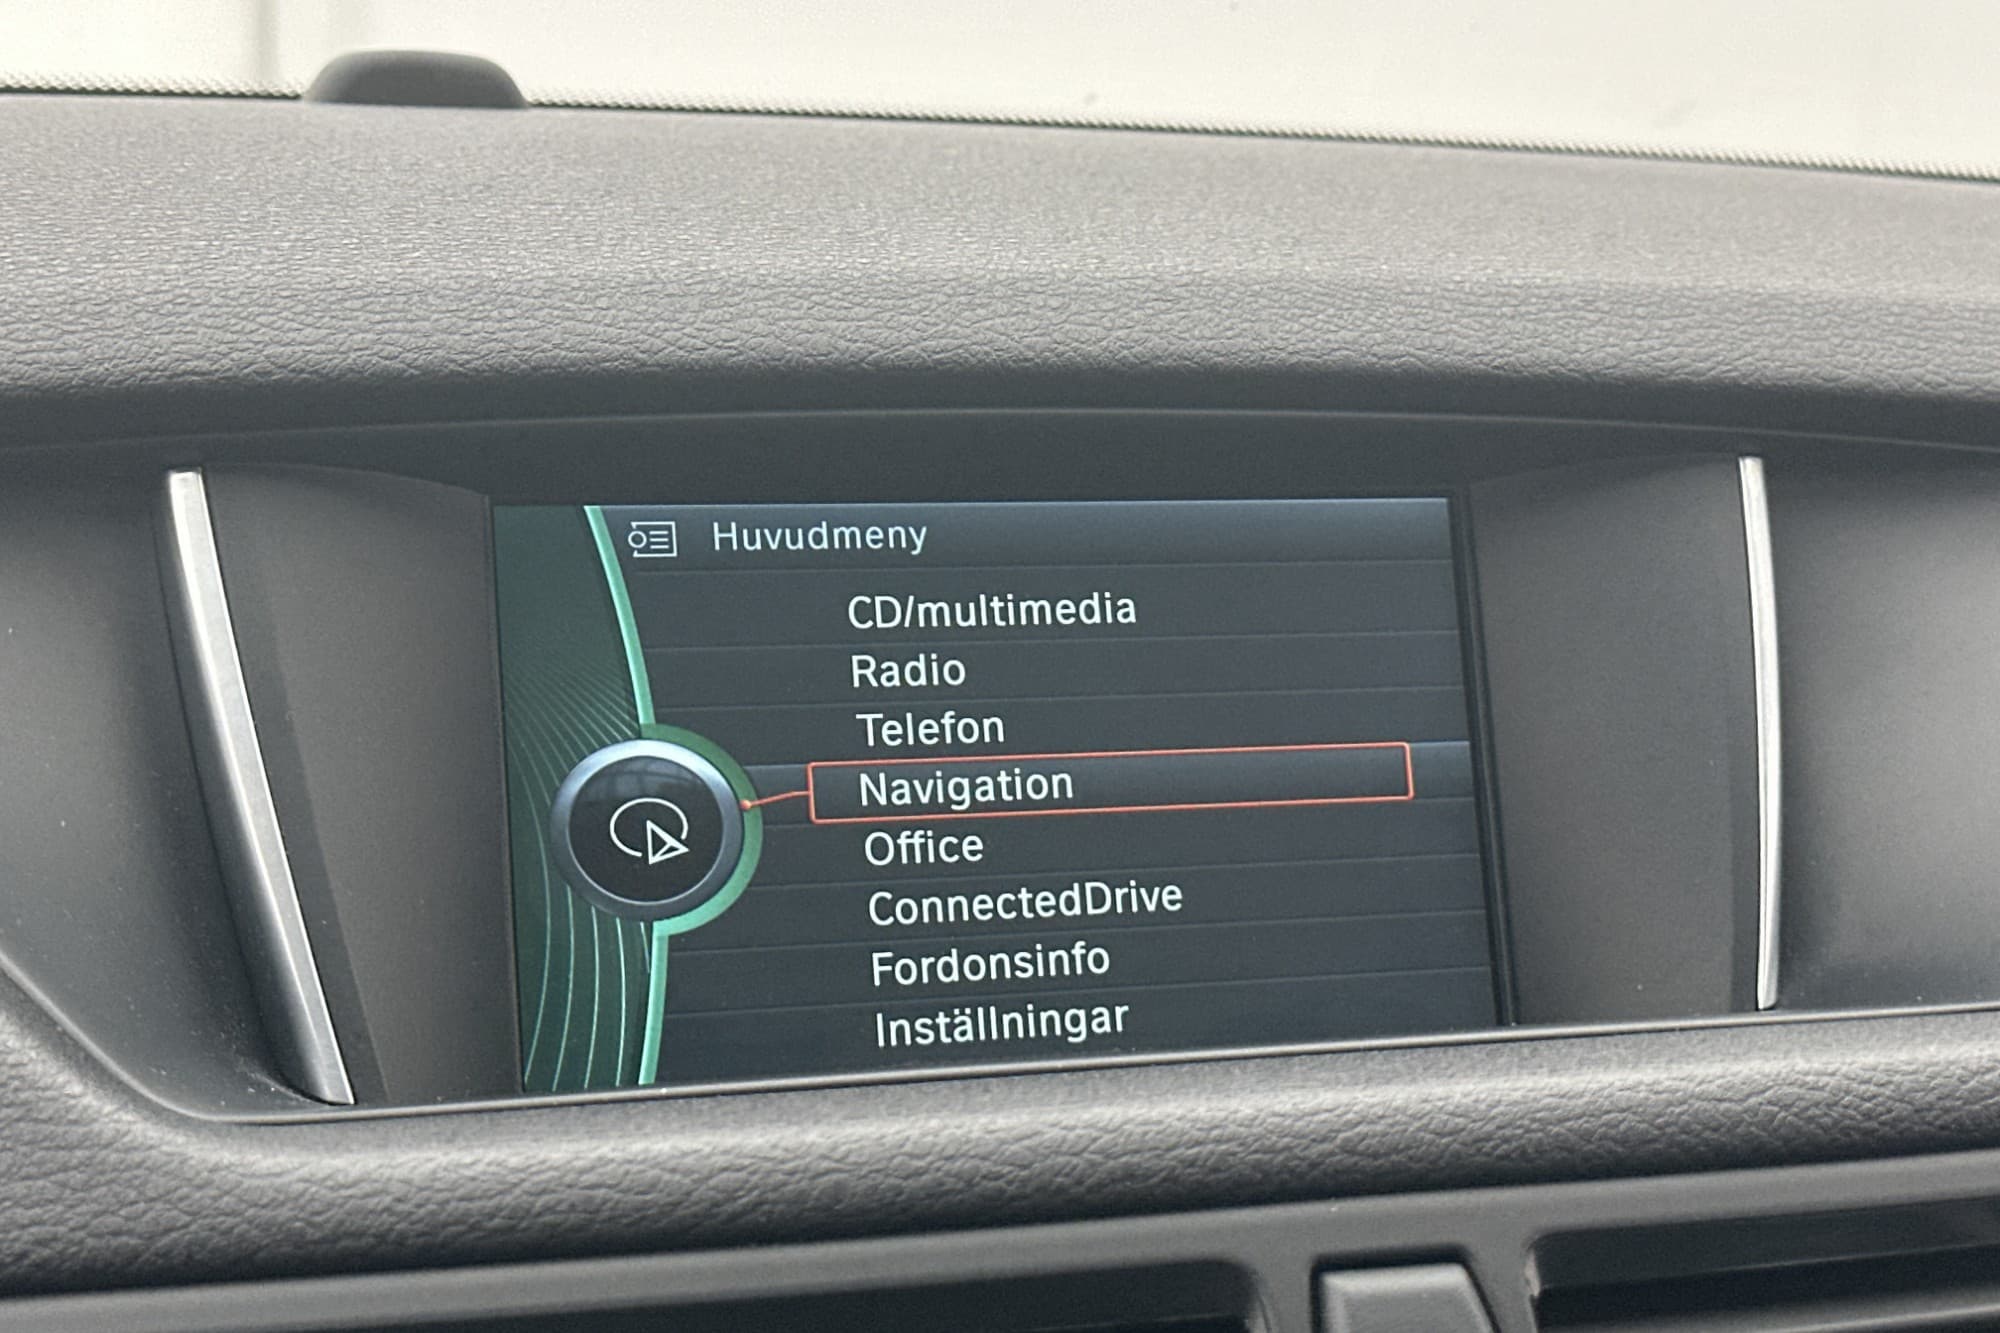 Huvudmeny
CD/multimedia
Radio
Telefon
Navigation
Office
ConnectedDrive
Fordonsinfo
Inställningar